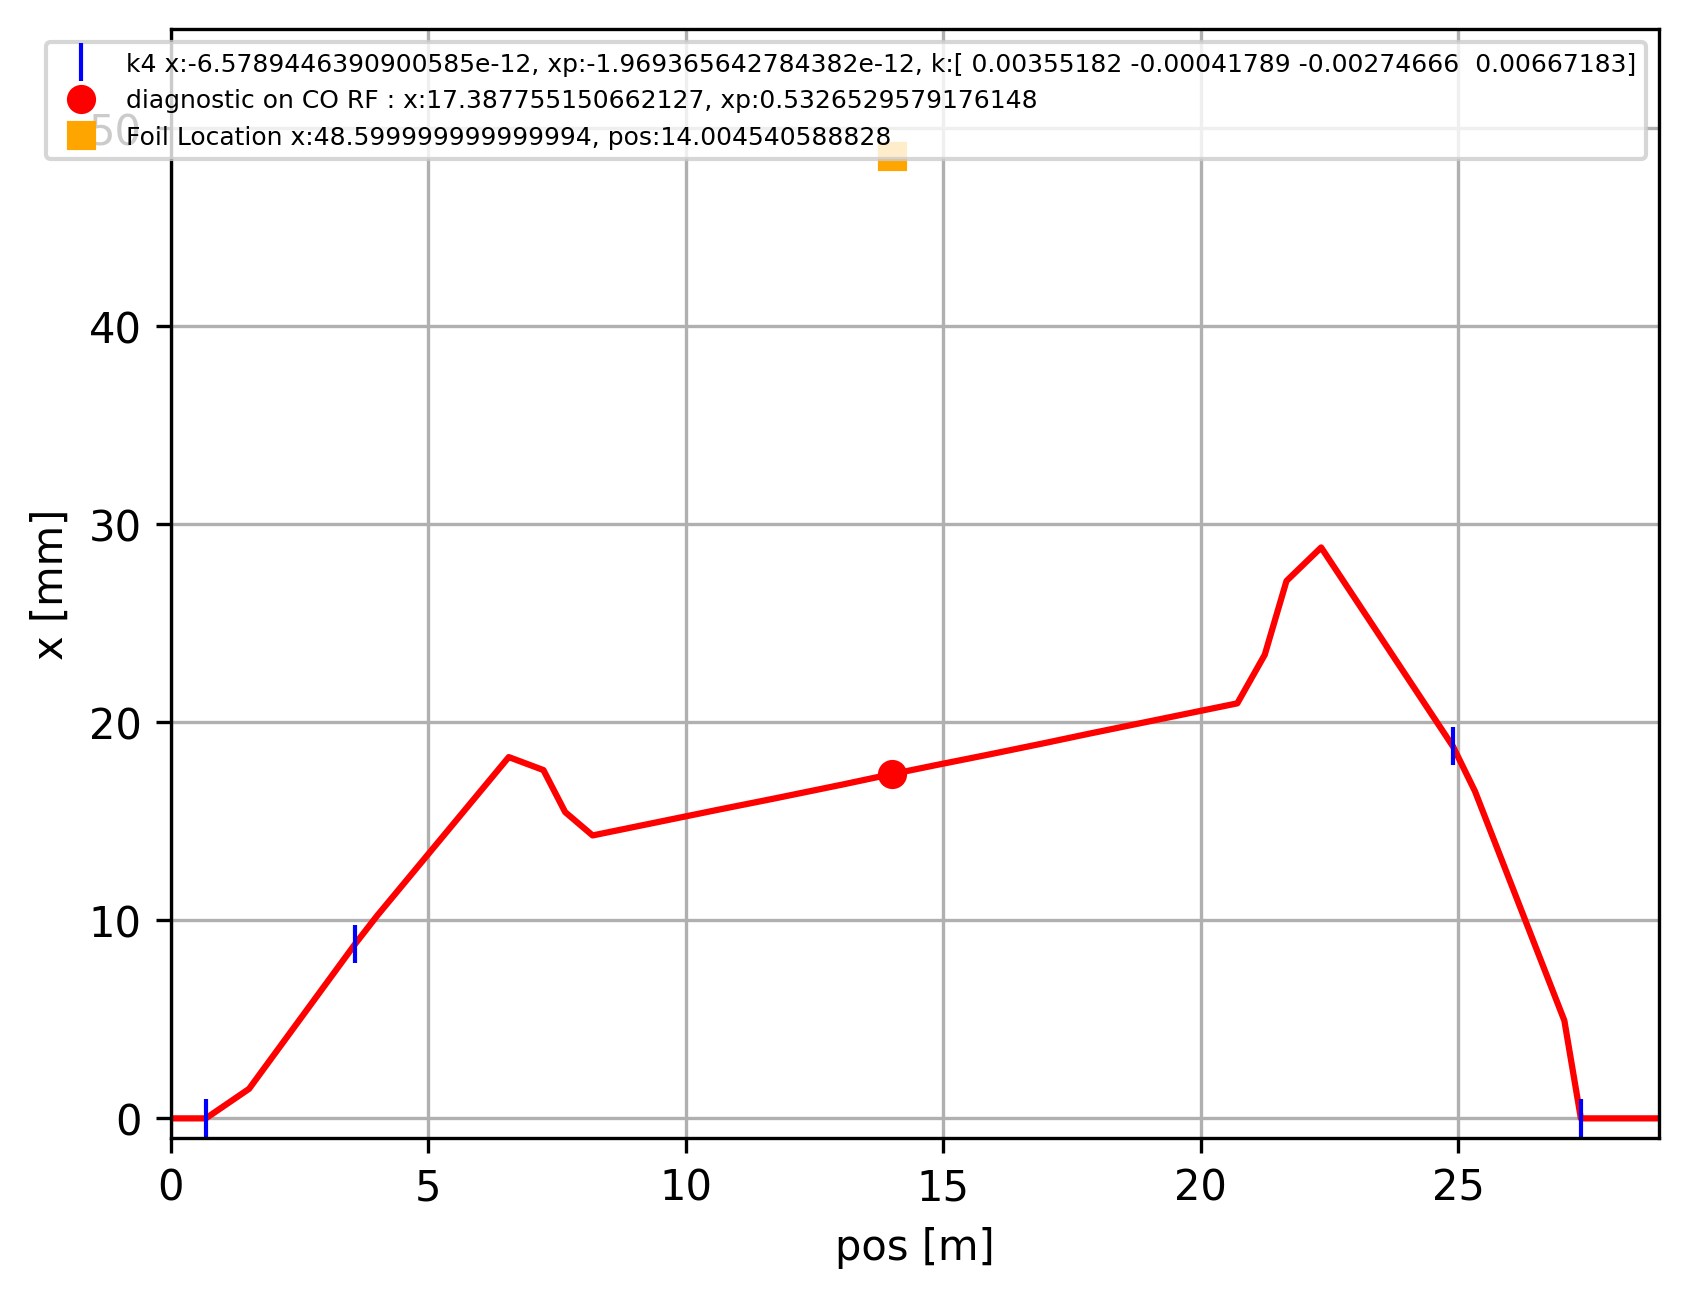 k4 x:-6.5789446390900585e-12, xp:-1.969365642784382e-12, k:[ 0.00355182 -0.00041789 -0.00274666  0.00667183]
diagnostic on CO RF : x:17.387755150662127, xp:0.5326529579176148
Foil Location x:48.599999999999994, pos:14.004540588828
50
40
30
20
10
0
x [mm]
0 5 10 15 20 25
pos [m]